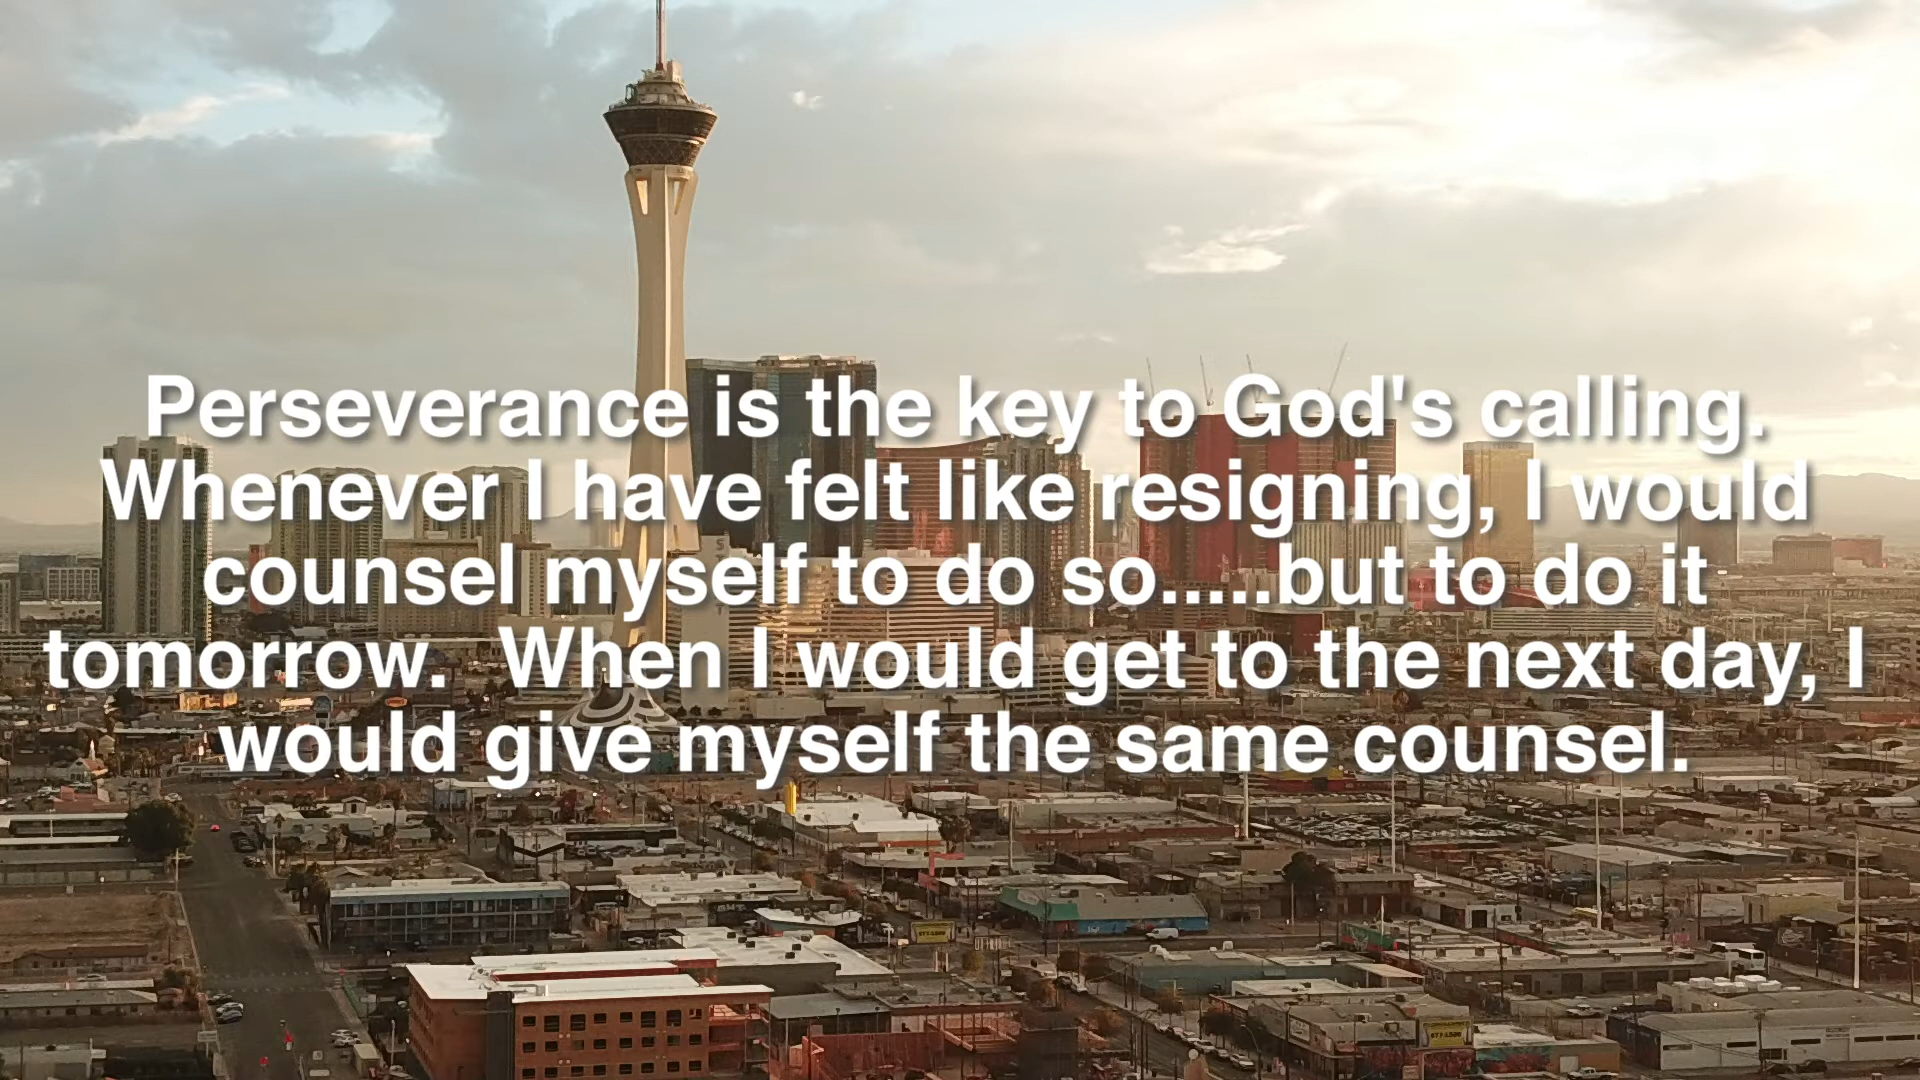 Perseverance is the key to God's calling.
Whenever I have felt like resigning, I would
counsel myself to do so.....but to do it
tomorrow.  When I would get to the next day, I
would give myself the same counsel.